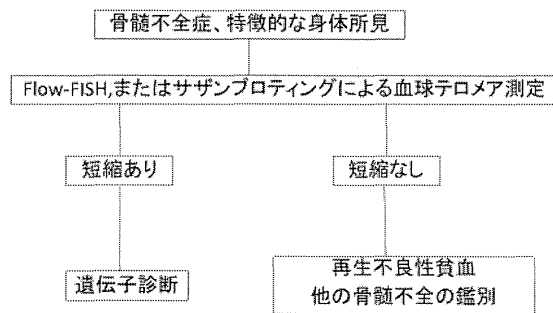 骨髄不全症、特徴的な身体所見
Flow-FISH,またはサザンブロティングによる血球テロメア測定
短縮あり
短縮なし
遺伝子診断
再生不良性貧血
他の骨髄不全の鑑別